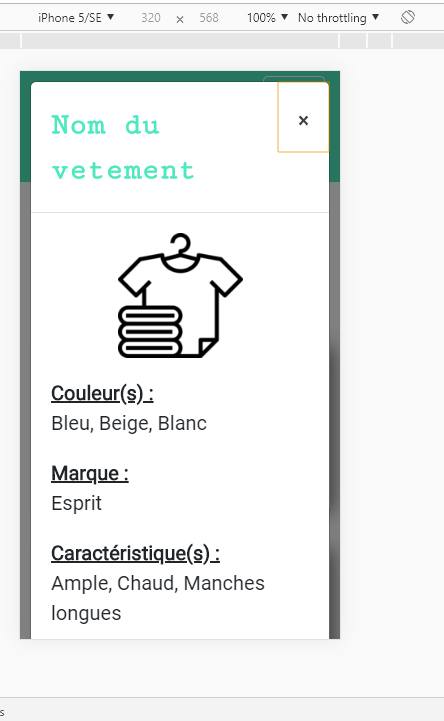 iPhone 5/SE ▼ 320 × 568 100% ▼ No throttling ▼
Nom du
vetement
×
Couleur(s) :
Bleu, Beige, Blanc
Marque :
Esprit
Caractéristique(s) :
Ample, Chaud, Manches
longues
s